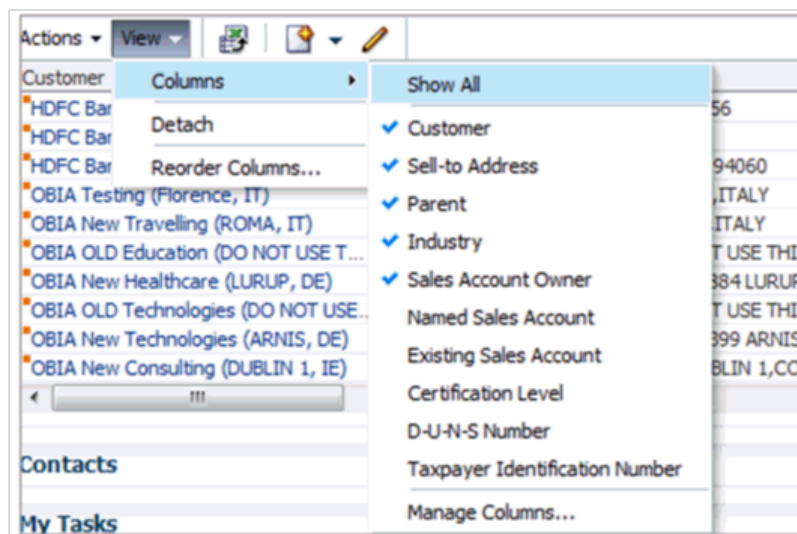 Actions View
Customer
Columns
Show All
HDFC Bar
56
Detach
Customer
HDFC Bar
Sell-to Address
HDFC Bar
Reorder Columns...
94060
Parent
OBIA Testing (Florence, IT)
,ITALY
OBIA New Travelling (ROMA, IT)
ITALY
Industry
OBIA OLD Education (DO NOT USE T...
T USE THI
Sales Account Owner
OBIA New Healthcare (LURUP, DE)
384 LURUP
Named Sales Account
OBIA OLD Technologies (DO NOT USE..
T USE THI
OBIA New Technologies (ARNIS, DE)
399 ARNIS
Existing Sales Account
OBIA New Consulting (DUBLIN 1, IE)
BLIN 1,CO
Certification Level
D-U-N-S Number
Contacts
Taxpayer Identification Number
Manage Columns...
My Tasks